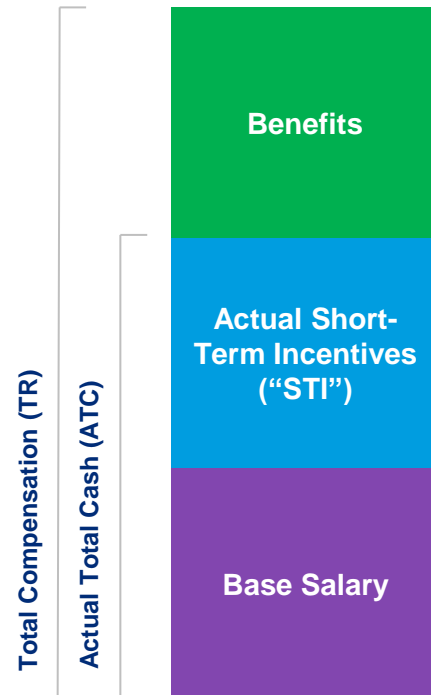 Benefits
Actual Short-
Term Incentives
(“STI”)
Base Salary
Total Compensation (TR)
Actual Total Cash (ATC)